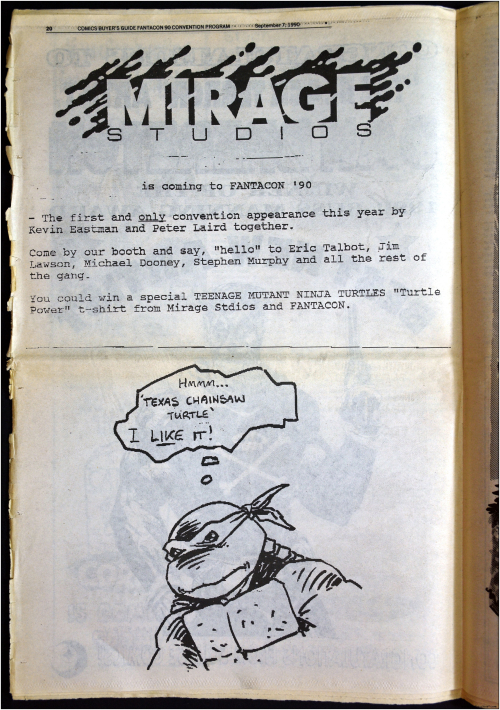 20 COMICS BUYER'S GUIDE FANTACON 90 CONVENTION PROGRAM September 7, 1990
MIRAGE
STUDIOS
is coming to FANTACON '90
- The first and only convention appearance this year by
Kevin Eastman and Peter Laird together.
Come by our booth and say, "hello" to Eric Talbot, Jim
Lawson, Michael Dooney, Stephen Murphy and all the rest of
the gang.
You could win a special TEENAGE MUTANT NINJA TURTLES "Turtle
Power" t-shirt from Mirage Stdios and FANTACON.
HMMM...
'TEXAS CHAINSAW
TURTLE'
I LIKE IT!